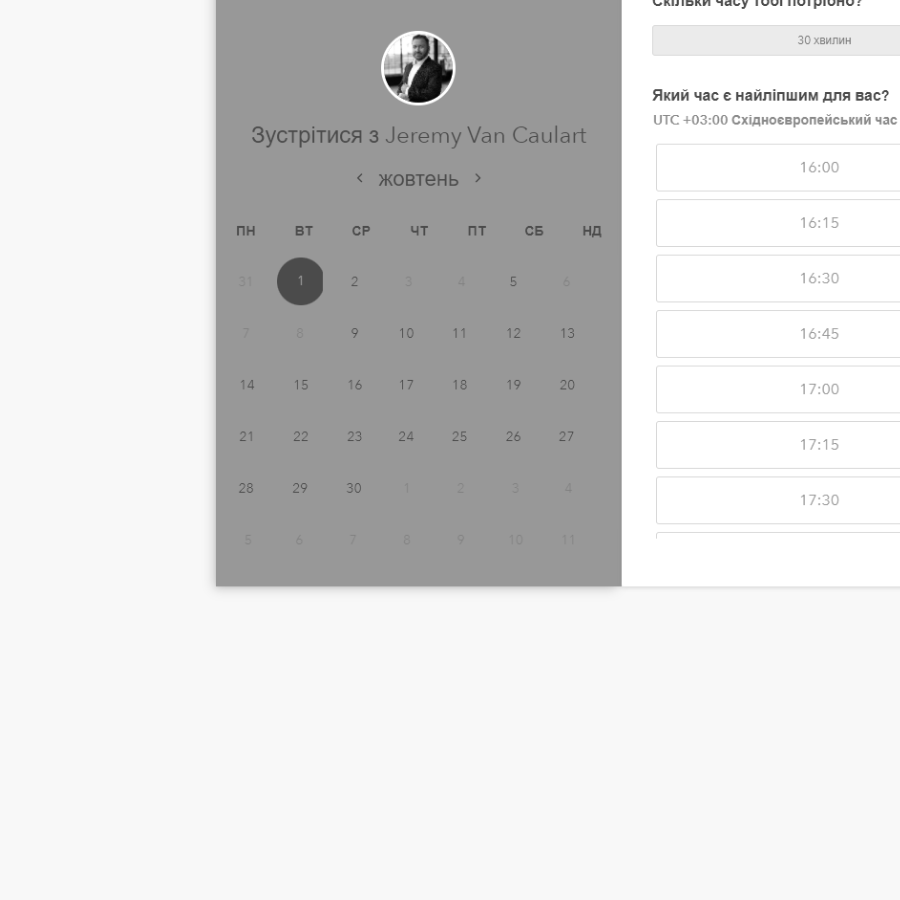 Зустрітися з Jeremy Van Caulart
‹ жовтень ›
ПН ВТ СР ЧТ ПТ СБ НД
31 1 2 3 4 5 6
7 8 9 10 11 12 13
14 15 16 17 18 19 20
21 22 23 24 25 26 27
28 29 30 1 2 3 4
5 6 7 8 9 10 11
Скільки часу тобі потрібно?
30 хвилин
Який час є найліпшим для вас?
UTC +03:00 Східноєвропейський час
16:00
16:15
16:30
16:45
17:00
17:15
17:30